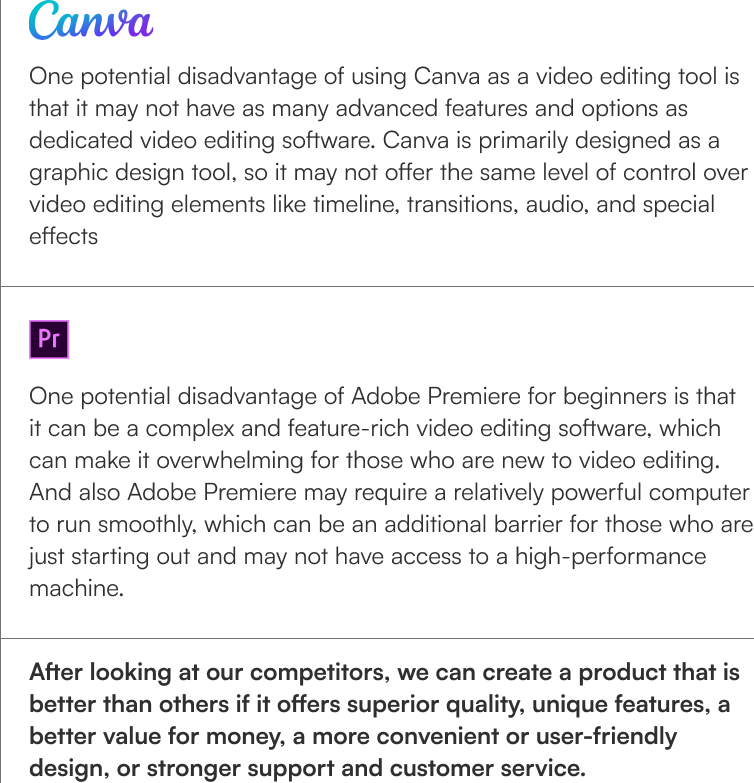 Canva
One potential disadvantage of using Canva as a video editing tool is
that it may not have as many advanced features and options as
dedicated video editing software. Canva is primarily designed as a
graphic design tool, so it may not offer the same level of control over
video editing elements like timeline, transitions, audio, and special
effects
Pr
One potential disadvantage of Adobe Premiere for beginners is that
it can be a complex and feature-rich video editing software, which
can make it overwhelming for those who are new to video editing.
And also Adobe Premiere may require a relatively powerful computer
to run smoothly, which can be an additional barrier for those who are
just starting out and may not have access to a high-performance
machine.
After looking at our competitors, we can create a product that is
better than others if it offers superior quality, unique features, a
better value for money, a more convenient or user-friendly
design, or stronger support and customer service.